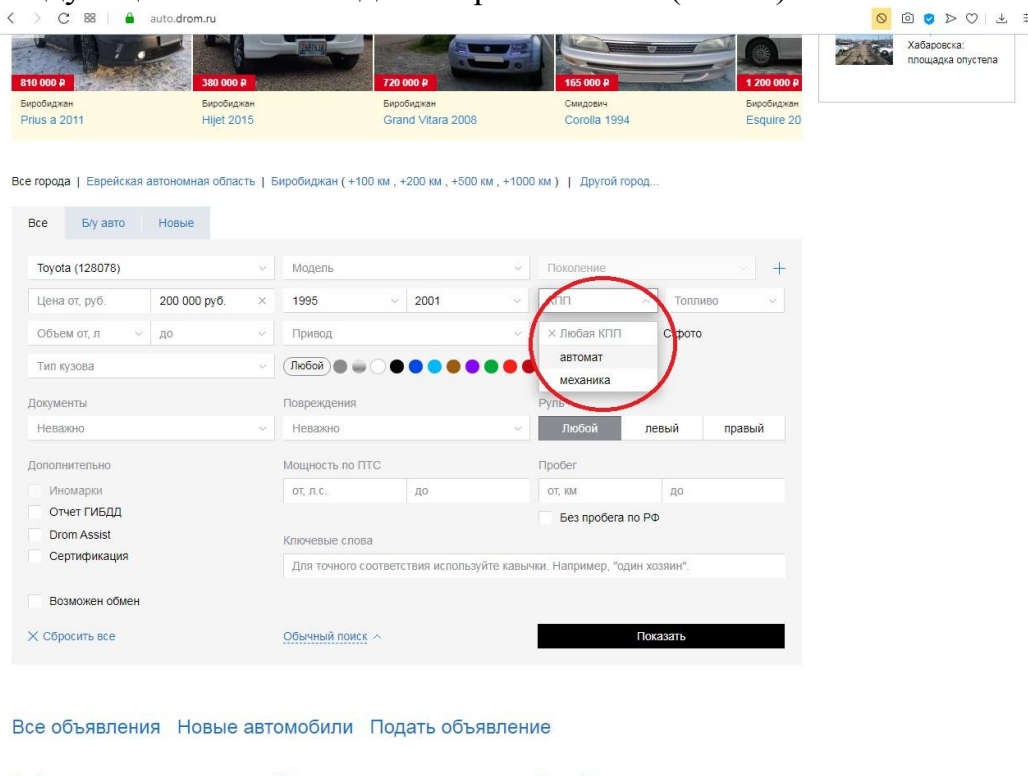 auto.drom.ru
Хабаровска:
площадка опустела
810 000 ₽ 380 000 ₽ 720 000 ₽ 165 000 ₽ 1 200 000 ₽
Биробиджан Биробиджан Биробиджан Смидович Биробиджан
Prius a 2011 Hijet 2015 Grand Vitara 2008 Corolla 1994 Esquire 20
Все города | Еврейская автономная область | Биробиджан ( +100 км , +200 км , +500 км , +1000 км ) | Другой город...
Все Б/у авто Новые
Toyota (128078) Модель Поколение +
Цена от, руб. 200 000 руб. × 1995 2001 КПП Топливо
Объем от, л до Привод × Любая КПП С фото
Тип кузова Любой автомат
механика
Документы Повреждения Руль
Неважно Неважно Любой левый правый
Дополнительно Мощность по ПТС Пробег
Иномарки от, л.с. до от, км до
Отчет ГИБДД Без пробега по РФ
Drom Assist
Ключевые слова
Сертификация Для точного соответствия используйте кавычки. Например, "один хозяин".
Возможен обмен
× Сбросить все Обычный поиск Показать
Все объявления Новые автомобили Подать объявление